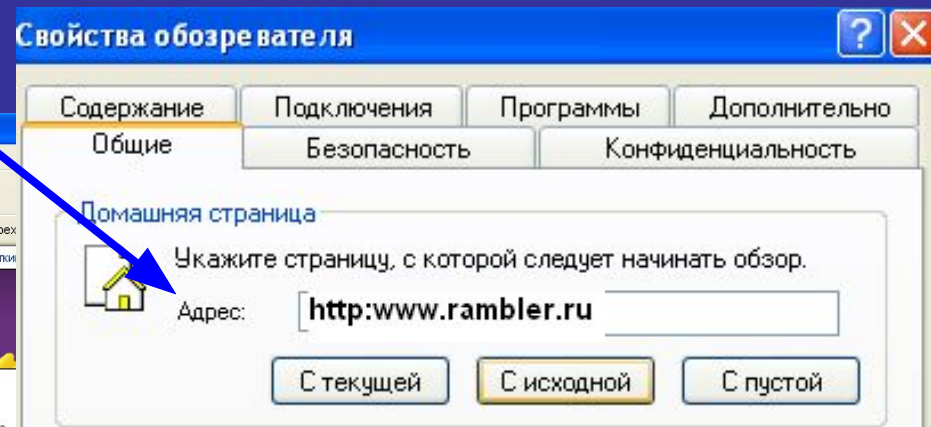 Свойства обозревателя
Содержание Подключения Программы Дополнительно
Общие Безопасность Конфиденциальность
Домашняя страница
Укажите страницу, с которой следует начинать обзор.
Адрес: http:www.rambler.ru
С текущей С исходной С пустой